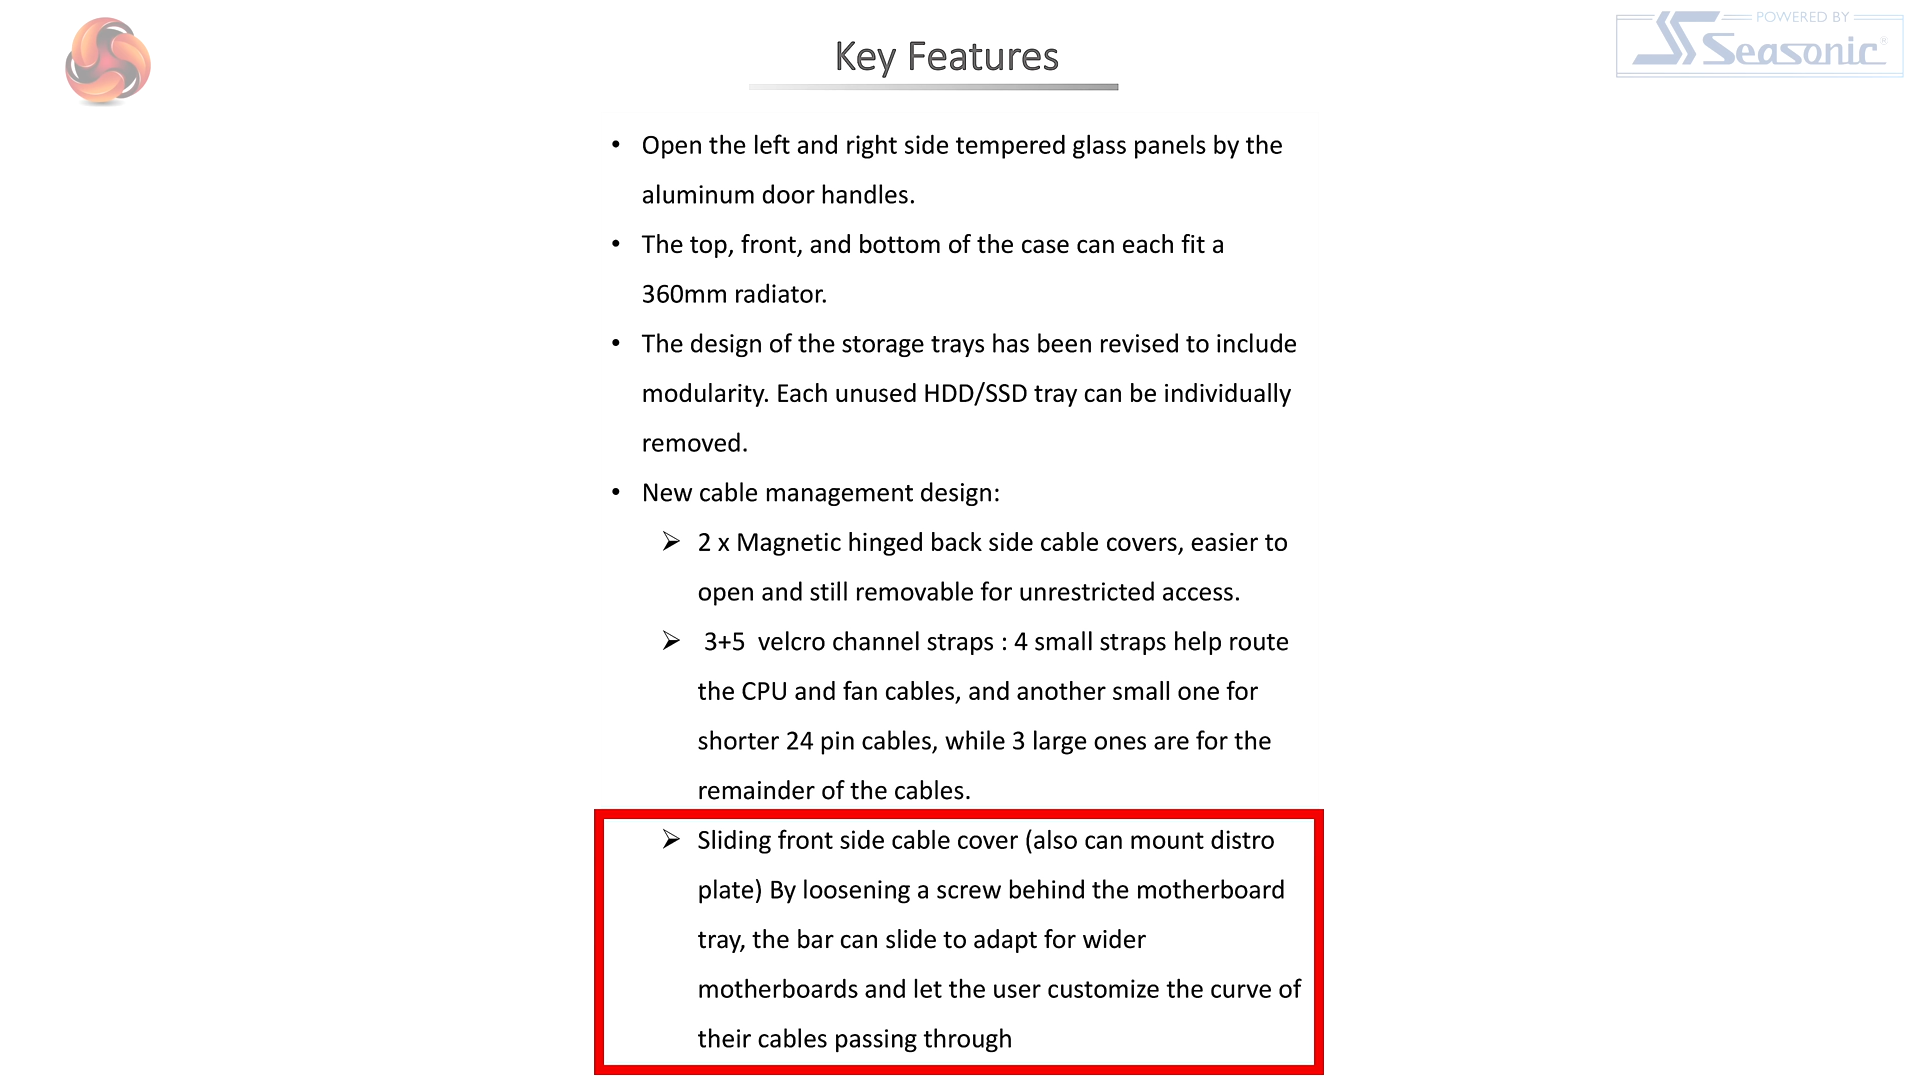 POWERED BY
Seasonic®
Key Features
• Open the left and right side tempered glass panels by the
aluminum door handles.
• The top, front, and bottom of the case can each fit a
360mm radiator.
• The design of the storage trays has been revised to include
modularity. Each unused HDD/SSD tray can be individually
removed.
• New cable management design:
➢ 2 x Magnetic hinged back side cable covers, easier to
open and still removable for unrestricted access.
➢ 3+5 velcro channel straps : 4 small straps help route
the CPU and fan cables, and another small one for
shorter 24 pin cables, while 3 large ones are for the
remainder of the cables.
➢ Sliding front side cable cover (also can mount distro
plate) By loosening a screw behind the motherboard
tray, the bar can slide to adapt for wider
motherboards and let the user customize the curve of
their cables passing through